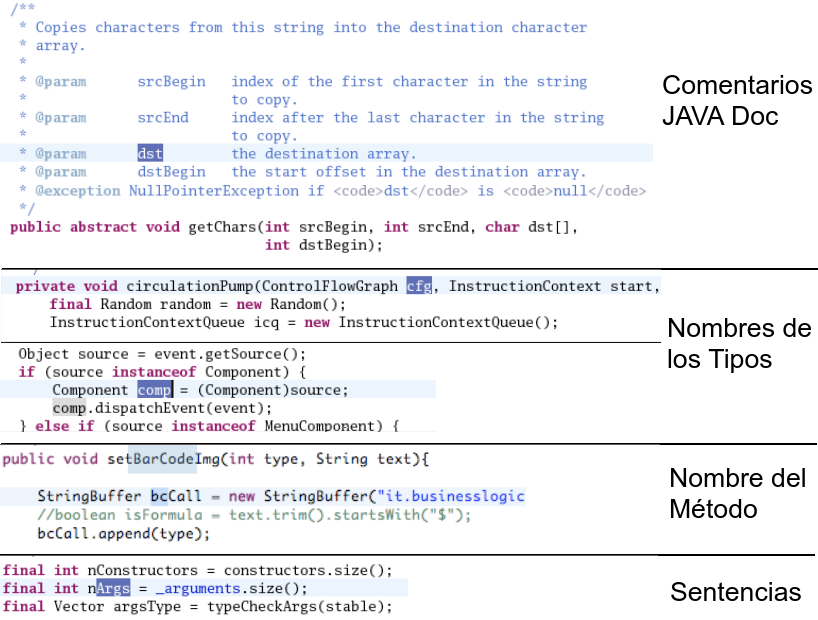 /**
* Copies characters from this string into the destination character
* array.
*
* @param srcBegin index of the first character in the string
* to copy.
* @param srcEnd index after the last character in the string
* to copy.
* @param dst the destination array.
* @param dstBegin the start offset in the destination array.
* @exception NullPointerException if <code>dst</code> is <code>null</code>
*/
public abstract void getChars(int srcBegin, int srcEnd, char dst[],
int dstBegin);
Comentarios
JAVA Doc
private void circulationPump(ControlFlowGraph cfg, InstructionContext start,
final Random random = new Random();
InstructionContextQueue icq = new InstructionContextQueue();
Object source = event.getSource();
if (source instanceof Component) {
Component comp = (Component)source;
comp.dispatchEvent(event);
} else if (source instanceof MenuComponent) {
Nombres de
los Tipos
public void setBarCodeImg(int type, String text){
StringBuffer bcCall = new StringBuffer("it.businesslogic
//boolean isFormula = text.trim().startsWith("$");
bcCall.append(type);
Nombre del
Método
final int nConstructors = constructors.size();
final int nArgs = _arguments.size();
final Vector argsType = typeCheckArgs(stable);
Sentencias